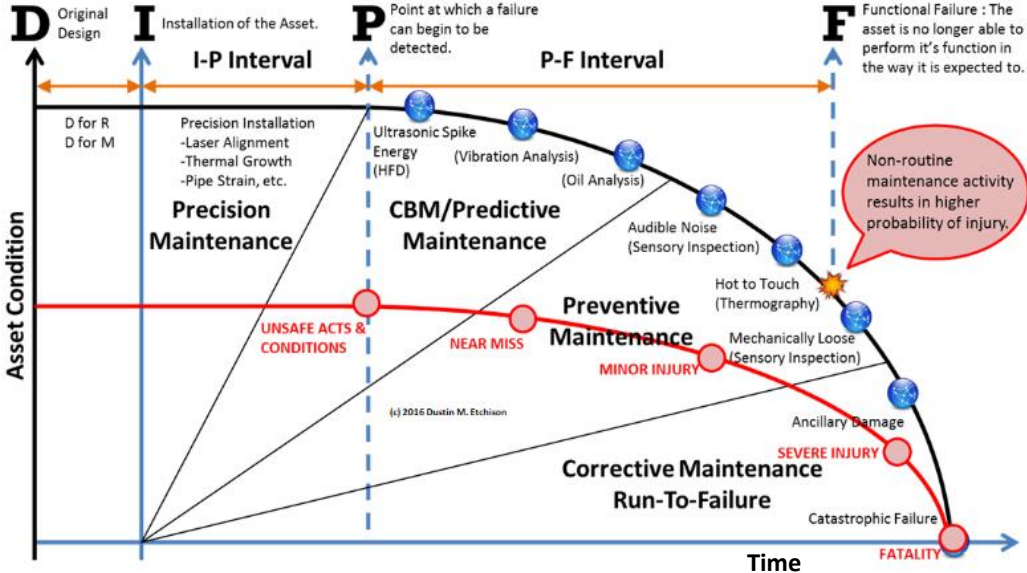 D
Original
Design
I
Installation of the Asset.
P
Point at which a failure
can begin to be
detected.
F
Functional Failure : The
asset is no longer able to
perform it's function in
the way it is expected to.
I-P Interval
P-F Interval
D for R
D for M
Precision Installation
-Laser Alignment
-Thermal Growth
-Pipe Strain, etc.
Ultrasonic Spike
Energy
(HFD)
(Vibration Analysis)
(Oil Analysis)
Non-routine
maintenance activity
results in higher
probability of injury.
Precision
Maintenance
CBM/Predictive
Maintenance
Audible Noise
(Sensory Inspection)
Hot to Touch
(Thermography)
Preventive
Maintenance
Mechanically Loose
(Sensory Inspection)
UNSAFE ACTS &
CONDITIONS
NEAR MISS
MINOR INJURY
(c) 2016 Dustin M. Etchison
Ancillary Damage
SEVERE INJURY
Corrective Maintenance
Run-To-Failure
Catastrophic Failure
FATALITY
Asset Condition
Time